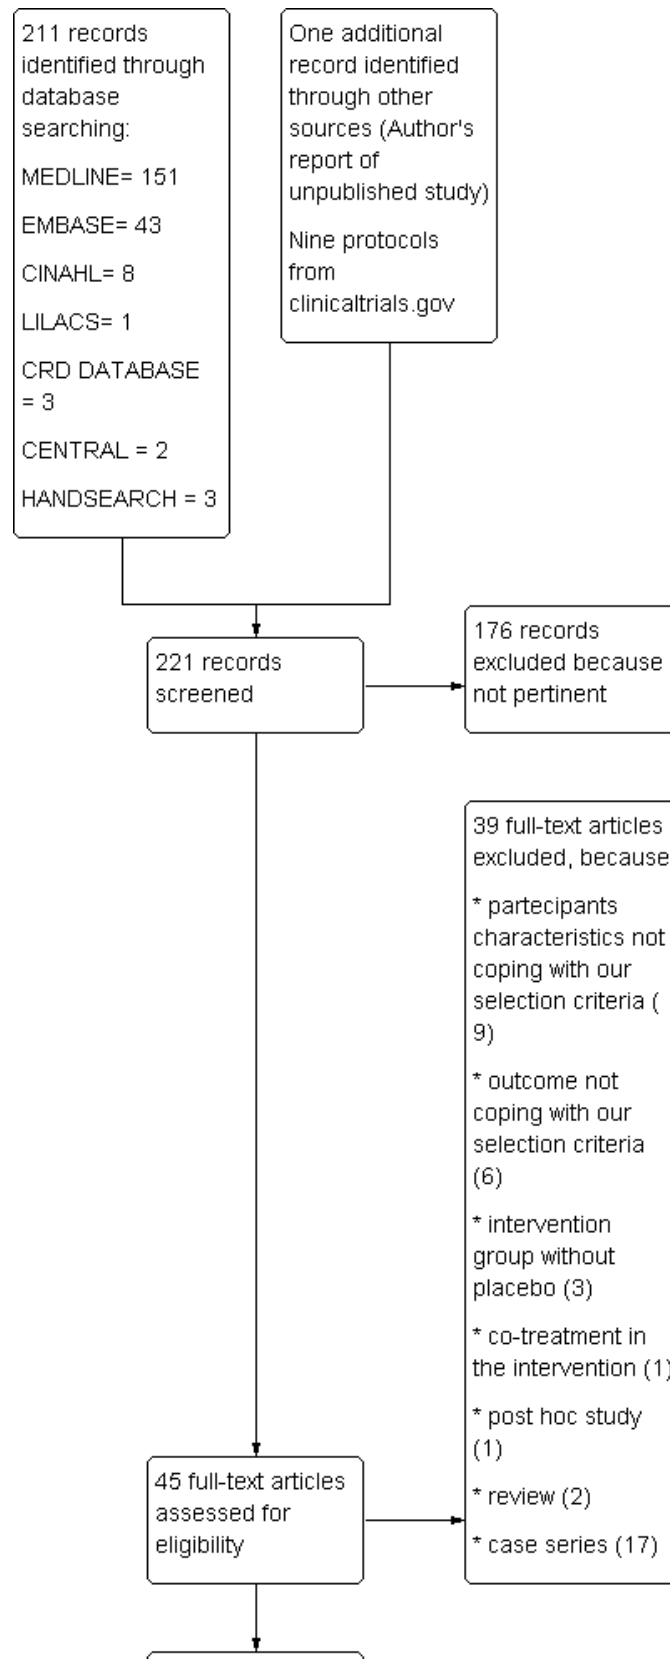 211 records
identified through
database
searching:
MEDLINE= 151
EMBASE= 43
CINAHL= 8
LILACS= 1
CRD DATABASE
= 3
CENTRAL = 2
HANDSEARCH = 3
One additional
record identified
through other
sources (Author's
report of
unpublished study)
Nine protocols
from
clinicaltrials.gov
221 records
screened
176 records
excluded because
not pertinent
39 full-text articles
excluded, because
* partecipants
characteristics not
coping with our
selection criteria (
9)
* outcome not
coping with our
selection criteria
(6)
* intervention
group without
placebo (3)
* co-treatment in
the intervention (1)
* post hoc study
(1)
* review (2)
* case series (17)
45 full-text articles
assessed for
eligibility